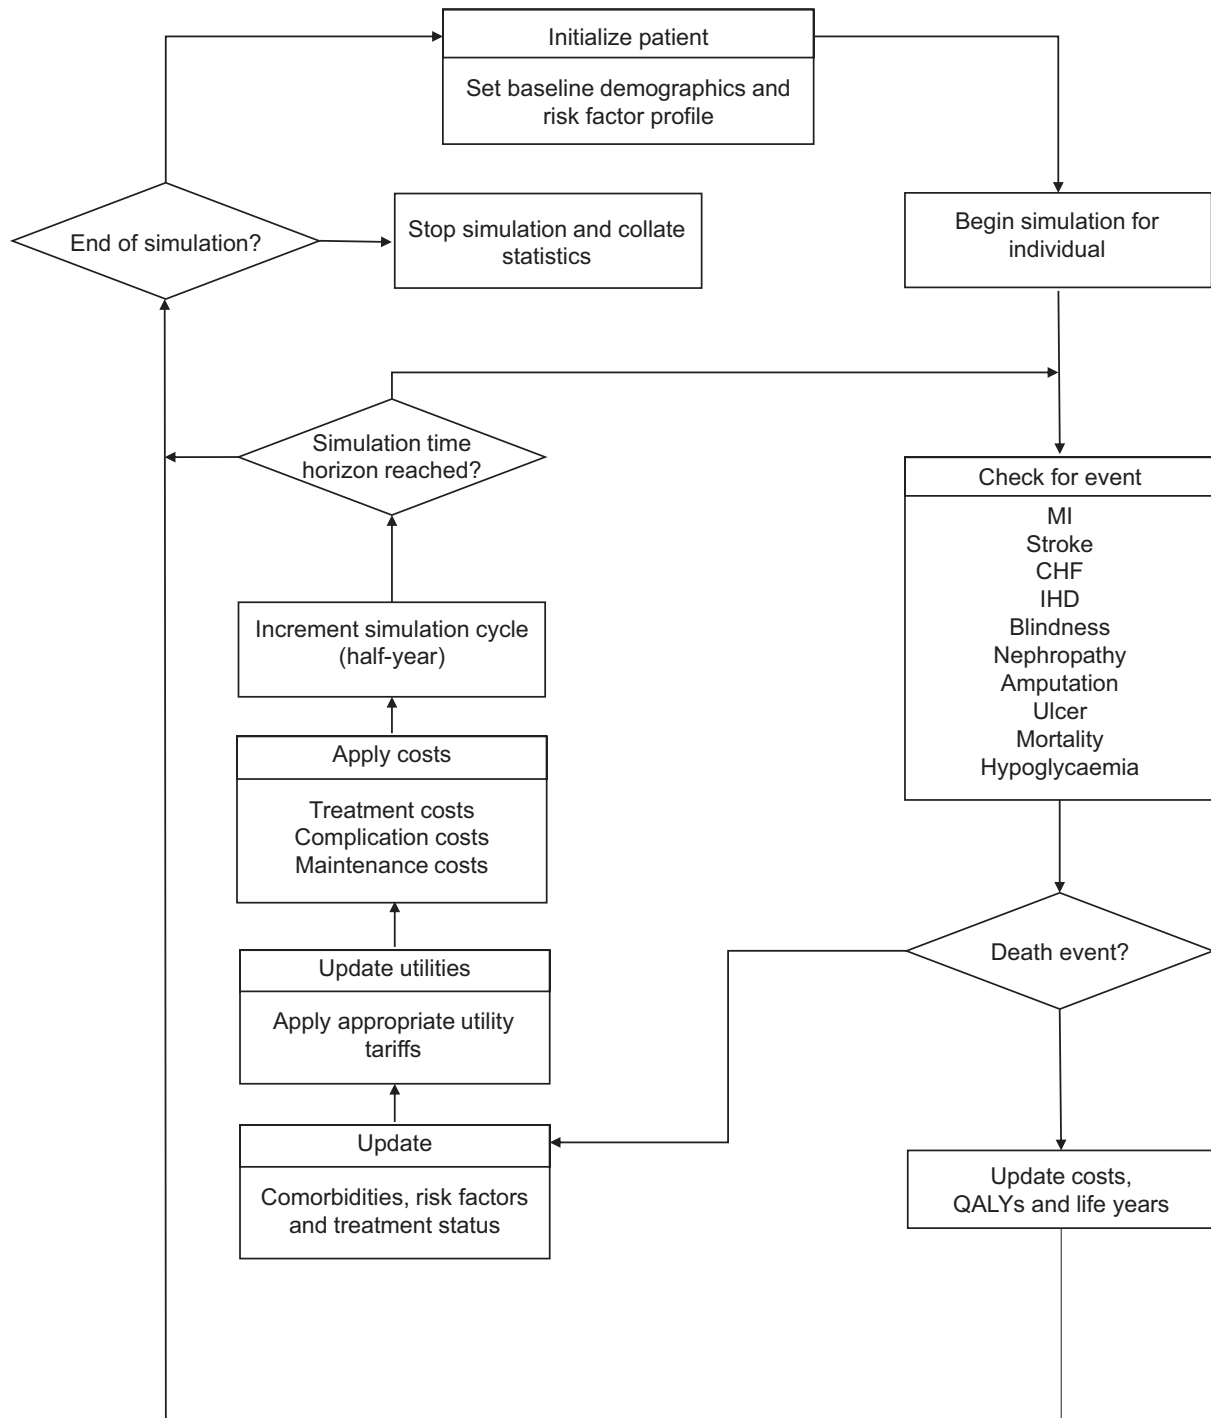 Initialize patient
Set baseline demographics and
risk factor profile
End of simulation?
Stop simulation and collate
statistics
Begin simulation for
individual
Simulation time
horizon reached?
Check for event
MI
Stroke
CHF
IHD
Blindness
Nephropathy
Amputation
Ulcer
Mortality
Hypoglycaemia
Increment simulation cycle
(half-year)
Apply costs
Treatment costs
Complication costs
Maintenance costs
Death event?
Update utilities
Apply appropriate utility
tariffs
Update
Comorbidities, risk factors
and treatment status
Update costs,
QALYs and life years